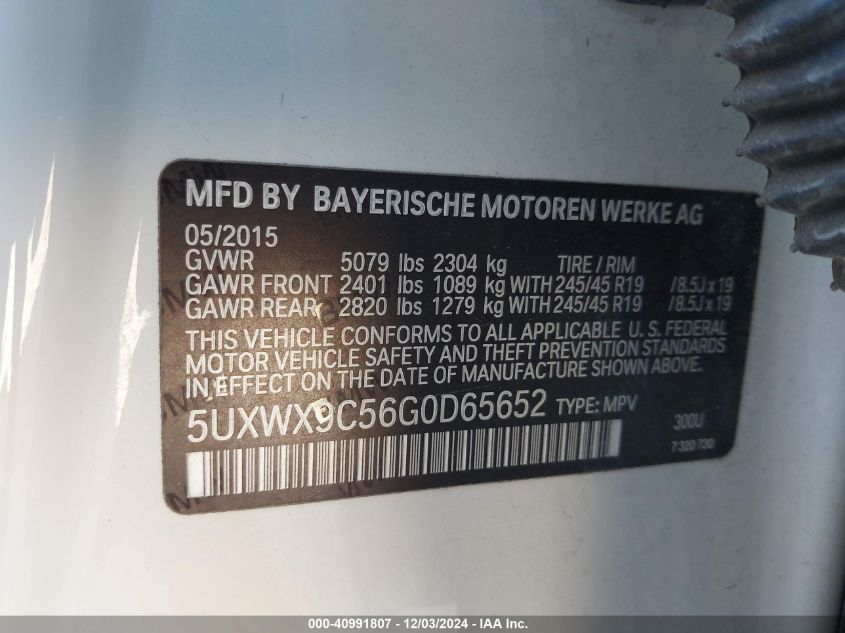 MFD BY BAYERISCHE MOTOREN WERKE AG
05/2015
GVWR 5079 lbs 2304 kg TIRE / RIM
GAWR FRONT 2401 lbs 1089 kg WITH 245/45 R19 /8.5J x 19
GAWR REAR 2820 lbs 1279 kg WITH 245/45 R19 /8.5J x 19
THIS VEHICLE CONFORMS TO ALL APPLICABLE U. S. FEDERAL
MOTOR VEHICLE SAFETY AND THEFT PREVENTION STANDARDS
IN EFFECT ON THE DATE OF MANUFACTURE SHOWN ABOVE.
5UXWX9C56G0D65652 TYPE: MPV 300U
7 320 730
000-40991807 - 12/03/2024 - IAA Inc.